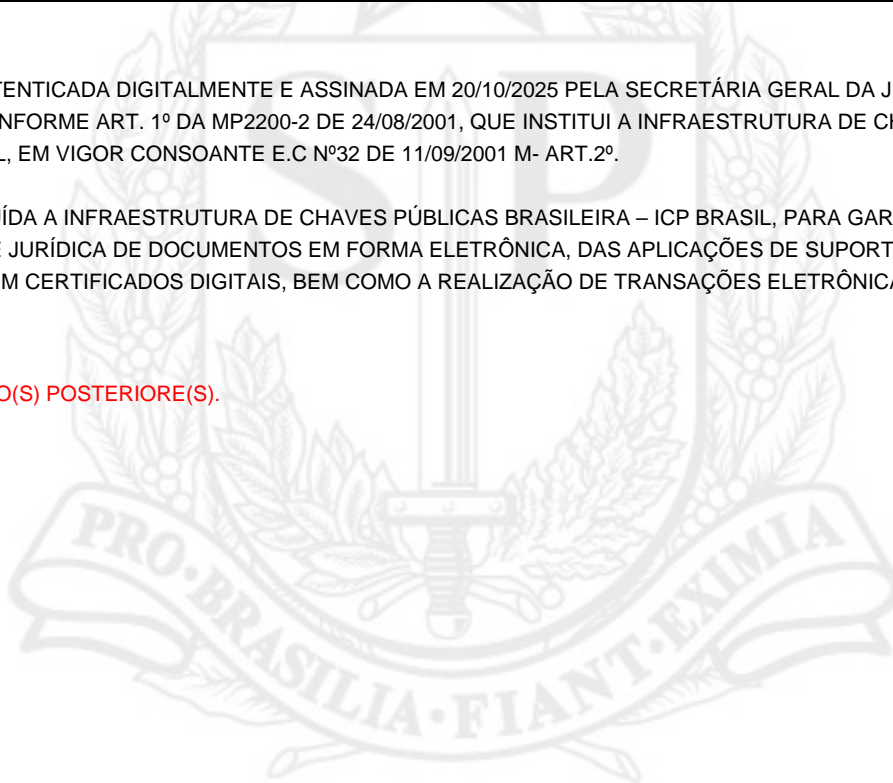 TENTICADA DIGITALMENTE E ASSINADA EM 20/10/2025 PELA SECRETÁRIA GERAL DA J
NFORME ART. 1º DA MP2200-2 DE 24/08/2001, QUE INSTITUI A INFRAESTRUTURA DE CH
L, EM VIGOR CONSOANTE E.C Nº32 DE 11/09/2001 M- ART.2º.
ÍDA A INFRAESTRUTURA DE CHAVES PÚBLICAS BRASILEIRA – ICP BRASIL, PARA GAR
E JURÍDICA DE DOCUMENTOS EM FORMA ELETRÔNICA, DAS APLICAÇÕES DE SUPORT
M CERTIFICADOS DIGITAIS, BEM COMO A REALIZAÇÃO DE TRANSAÇÕES ELETRÔNICA
O(S) POSTERIORE(S).
SP
PRO·BRASILIA·FIANT·EXIMIA